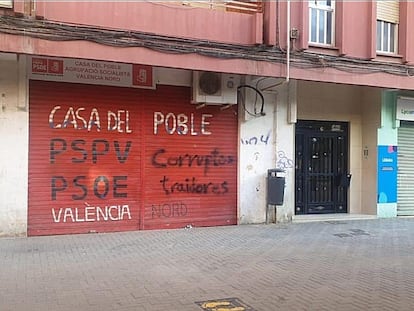 CASA DEL POBLE
AGRUPACIÓ SOCIALISTA
VALÈNCIA NORD
CASA DEL POBLE
PSPV
Corruptos
PSOE
traidores
VALÈNCIA NORD